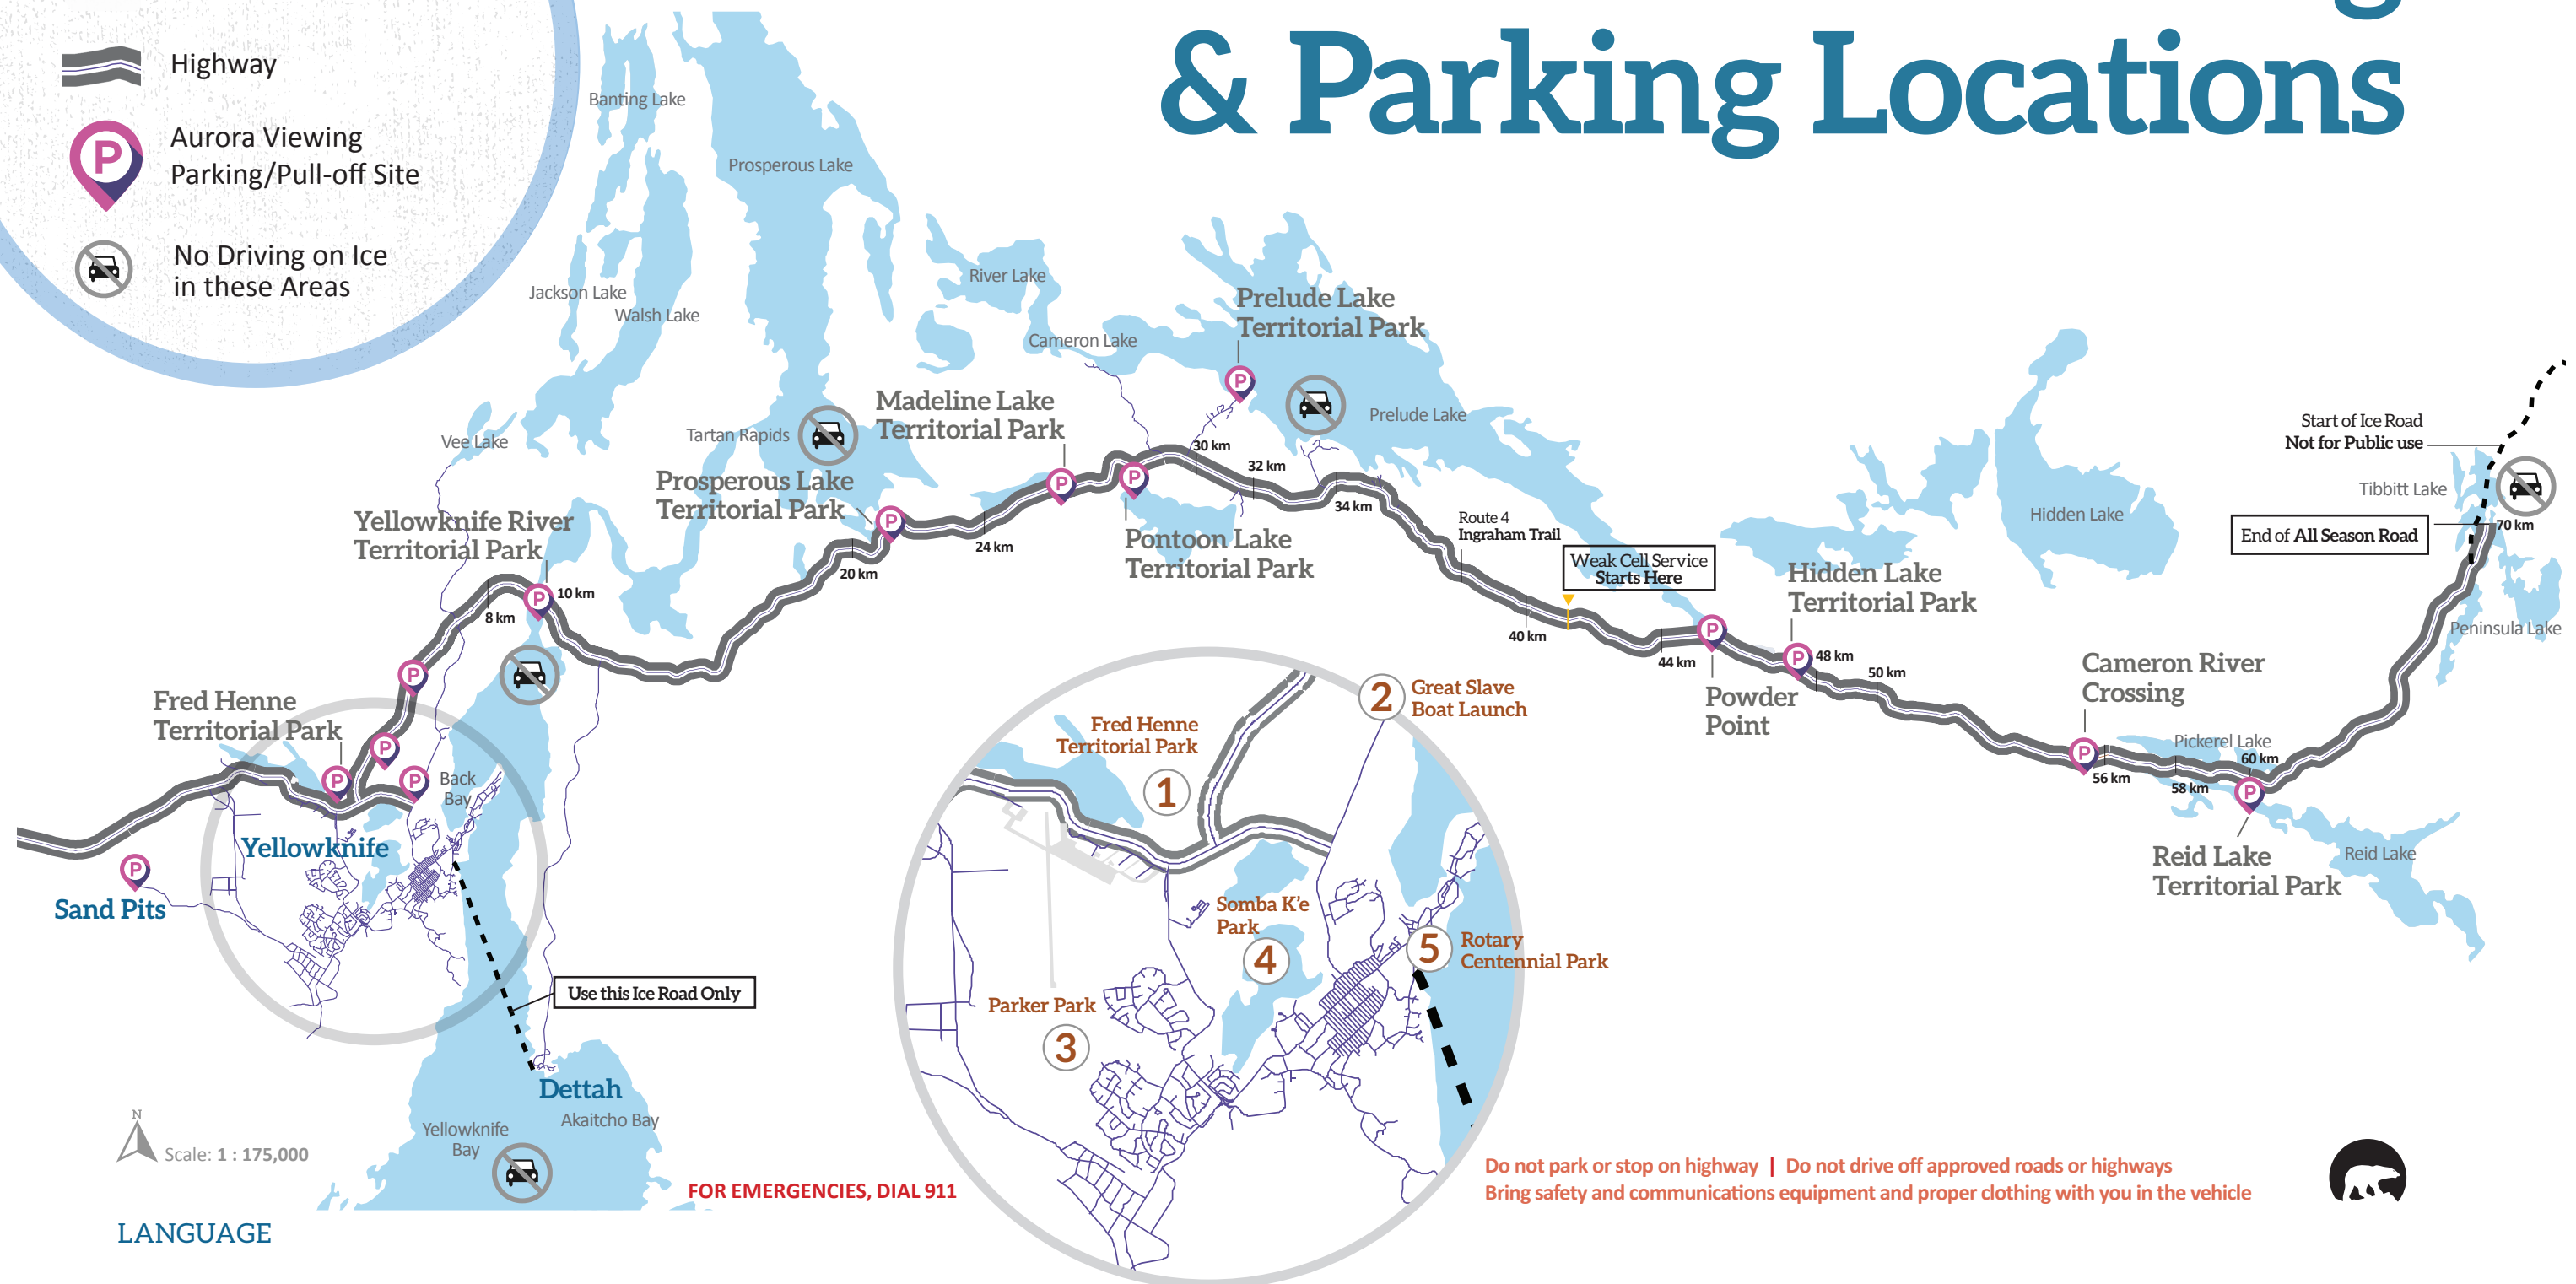 & Parking Locations
Highway
Aurora Viewing
Parking/Pull-off Site
No Driving on Ice
in these Areas
P
Banting Lake
Prosperous Lake
Jackson Lake
Walsh Lake
River Lake
Cameron Lake
Prelude Lake
Territorial Park
P
Prelude Lake
Vee Lake
Tartan Rapids
Madeline Lake
Territorial Park
P
Prosperous Lake
Territorial Park
P
Yellowknife River
Territorial Park
P
8 km
10 km
20 km
24 km
P
Pontoon Lake
Territorial Park
30 km
32 km
34 km
Route 4
Ingraham Trail
Weak Cell Service
Starts Here
40 km
44 km
P
Powder
Point
Hidden Lake
Territorial Park
P
48 km
50 km
Hidden Lake
Start of Ice Road
Not for Public use
Tibbitt Lake
End of All Season Road
70 km
Peninsula Lake
Cameron River
Crossing
P
56 km
Pickerel Lake
58 km
60 km
P
Reid Lake
Territorial Park
Reid Lake
Fred Henne
Territorial Park
P
P
P
P
Back
Bay
Yellowknife
P
Sand Pits
Use this Ice Road Only
Dettah
Akaitcho Bay
Yellowknife
Bay
N
Scale: 1 : 175,000
2
Great Slave
Boat Launch
Fred Henne
Territorial Park
1
Somba K'e
Park
4
5
Rotary
Centennial Park
Parker Park
3
FOR EMERGENCIES, DIAL 911
Do not park or stop on highway | Do not drive off approved roads or highways
Bring safety and communications equipment and proper clothing with you in the vehicle
LANGUAGE